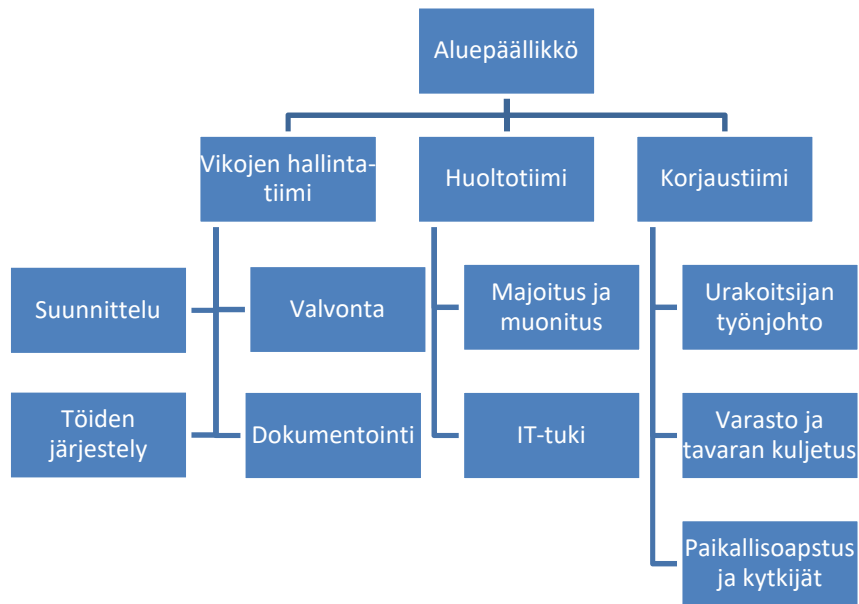 Aluepäällikkö
Vikojen hallinta-
tiimi
Huoltotiimi
Korjaustiimi
Suunnittelu
Valvonta
Majoitus ja
muonitus
Urakoitsijan
työnjohto
Töiden
järjestely
Dokumentointi
IT-tuki
Varasto ja
tavaran kuljetus
Paikallisoapstus
ja kytkijät